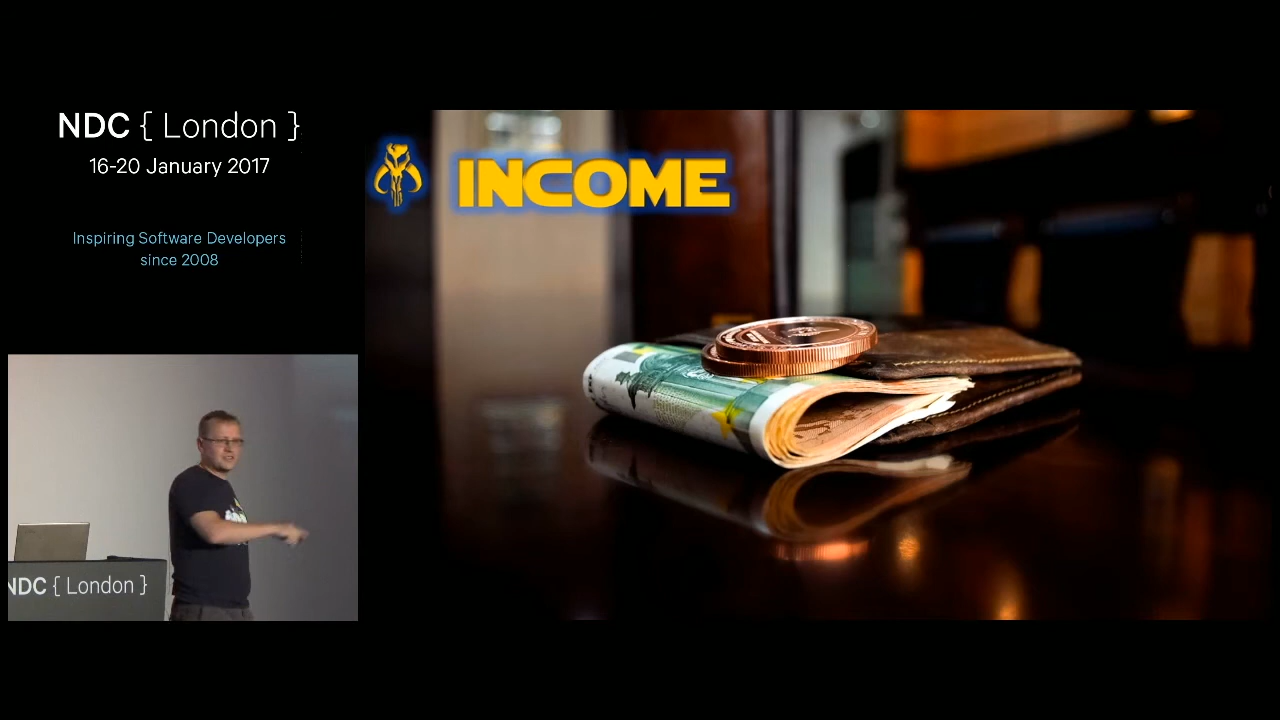 NDC { London }
16-20 January 2017
Inspiring Software Developers
since 2008
INCOME
NDC { London }